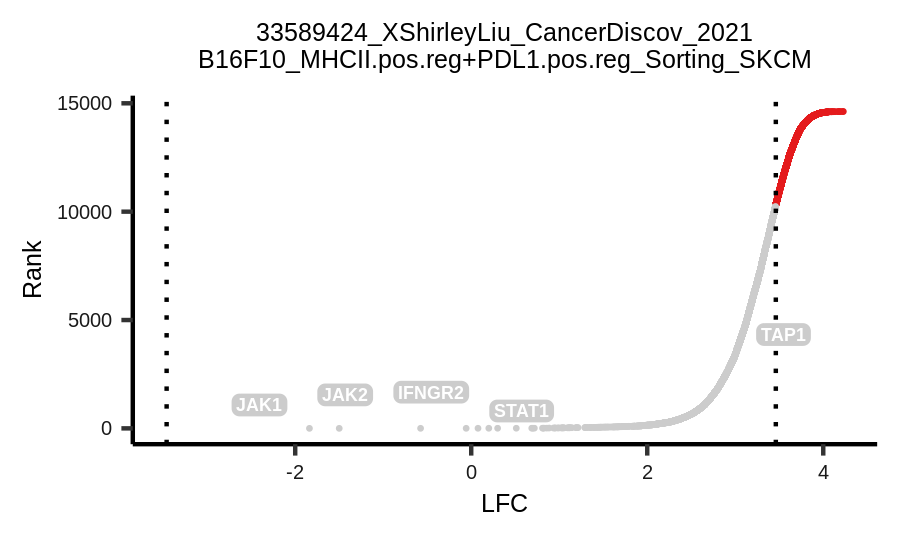 33589424_XShirleyLiu_CancerDiscov_2021
B16F10_MHCII.pos.reg+PDL1.pos.reg_Sorting_SKCM
15000
10000
5000
0
Rank
JAK1
JAK2
IFNGR2
STAT1
TAP1
-2
0
2
4
LFC